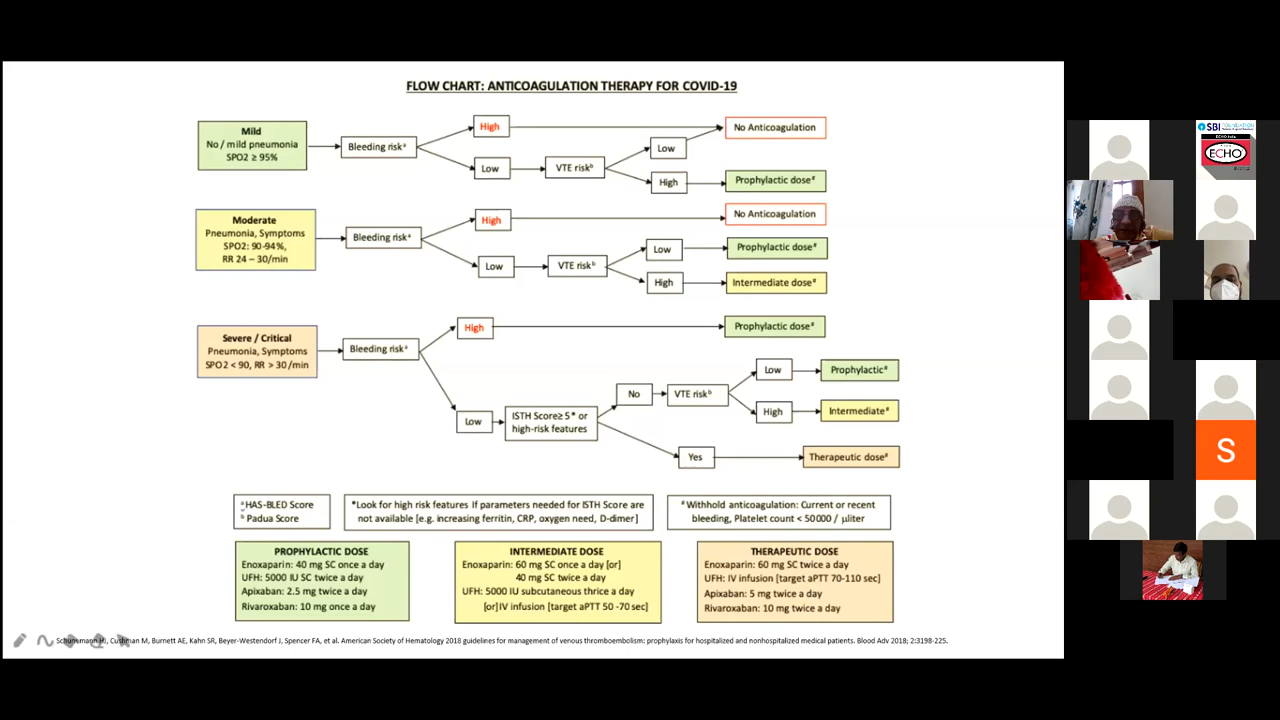 FLOW CHART: ANTICOAGULATION THERAPY FOR COVID-19
Mild
No / mild pneumonia
SPO2 ≥ 95%
Bleeding riskᵃ
High
Low
VTE riskᵇ
Low
High
No Anticoagulation
Prophylactic dose#
Moderate
Pneumonia, Symptoms
SPO2: 90-94%,
RR 24 – 30/min
Bleeding riskᵃ
High
Low
VTE riskᵇ
Low
High
No Anticoagulation
Prophylactic dose#
Intermediate dose#
Severe / Critical
Pneumonia, Symptoms
SPO2 < 90, RR > 30/min
Bleeding riskᵃ
High
Prophylactic dose#
Low
ISTH Score≥ 5* or
high-risk features
No
VTE riskᵇ
Low
Prophylactic#
High
Intermediate#
Yes
Therapeutic dose#
ᵃ HAS-BLED Score
ᵇ Padua Score
*Look for high risk features If parameters needed for ISTH Score are
not available [e.g. increasing ferritin, CRP, oxygen need, D-dimer]
# Withhold anticoagulation: Current or recent
bleeding, Platelet count < 50000 / µliter
PROPHYLACTIC DOSE
Enoxaparin: 40 mg SC once a day
UFH: 5000 IU SC twice a day
Apixaban: 2.5 mg twice a day
Rivaroxaban: 10 mg once a day
INTERMEDIATE DOSE
Enoxaparin: 60 mg SC once a day [or]
40 mg SC twice a day
UFH: 5000 IU subcutaneous thrice a day
[or] IV infusion [target aPTT 50 -70 sec]
THERAPEUTIC DOSE
Enoxaparin: 60 mg SC twice a day
UFH: IV infusion [target aPTT 70-110 sec]
Apixaban: 5 mg twice a day
Rivaroxaban: 10 mg twice a day
Schunemann HJ, Cushman M, Burnett AE, Kahn SR, Beyer-Westendorf J, Spencer FA, et al. American Society of Hematology 2018 guidelines for management of venous thromboembolism: prophylaxis for hospitalized and nonhospitalized medical patients. Blood Adv 2018; 2:3198-225.
SBI FOUNDATION
ECHO
S